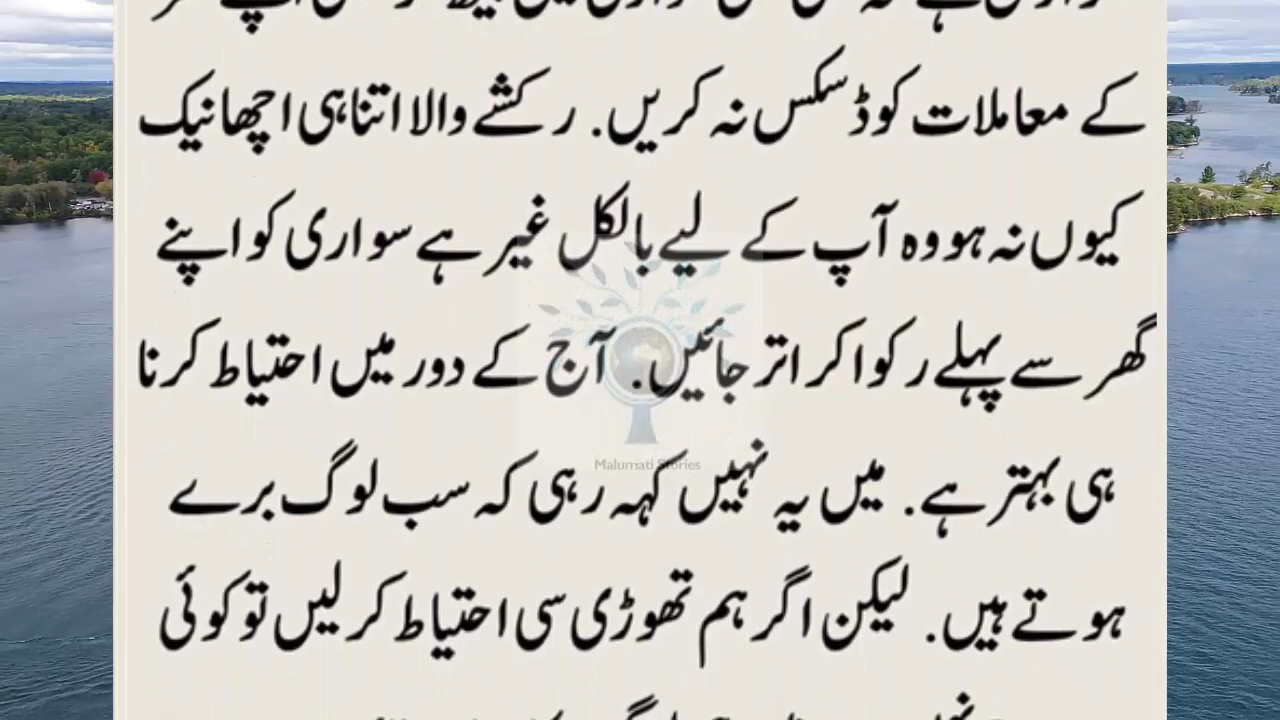 کے معاملات کو ڈسکس نہ کریں. رکشے والا اتنا ہی اچھا نیک
کیوں نہ ہو وہ آپ کے لیے بالکل غیر ہے سواری کو اپنے
گھر سے پہلے رکوا کر اتر جائیں. آج کے دور میں احتیاط کرنا
Malumati Stories
ہی بہتر ہے. میں یہ نہیں کہہ رہی کہ سب لوگ برے
ہوتے ہیں. لیکن اگر ہم تھوڑی سی احتیاط کر لیں تو کوئی